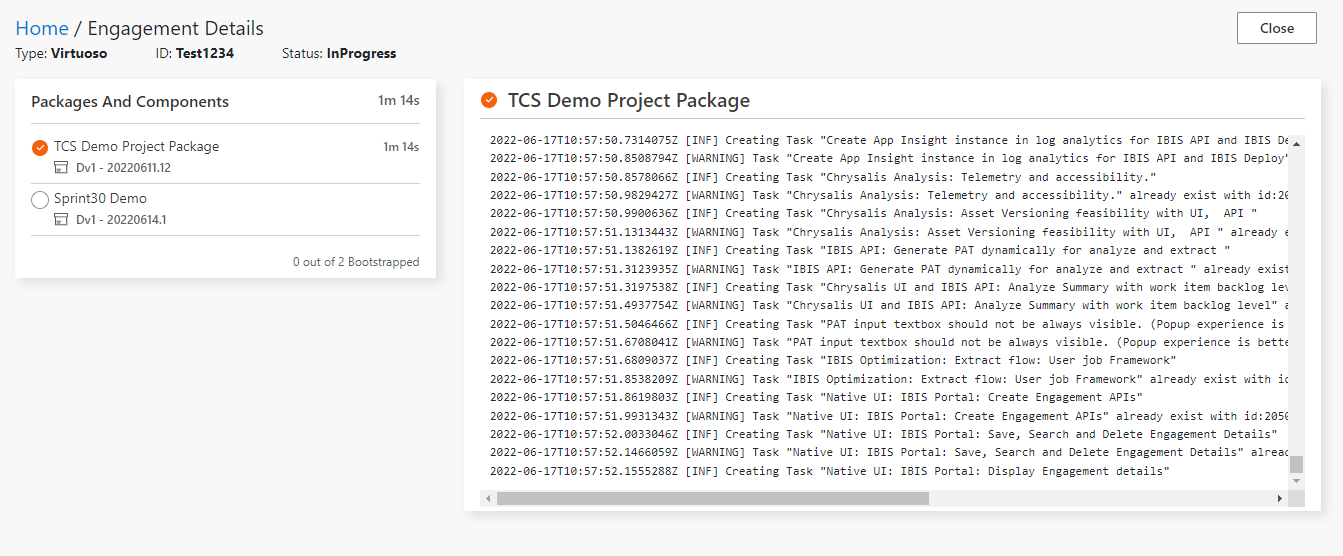 Home / Engagement Details
Close
Type: Virtuoso ID: Test1234 Status: InProgress
Packages And Components 1m 14s
TCS Demo Project Package 1m 14s
Dv1 - 20220611.12
Sprint30 Demo
Dv1 - 20220614.1
0 out of 2 Bootstrapped
TCS Demo Project Package
2022-06-17T10:57:50.7314075Z [INF] Creating Task "Create App Insight instance in log analytics for IBIS API and IBIS De
2022-06-17T10:57:50.8508794Z [WARNING] Task "Create App Insight instance in log analytics for IBIS API and IBIS Deploy"
2022-06-17T10:57:50.8578066Z [INF] Creating Task "Chrysalis Analysis: Telemetry and accessibility."
2022-06-17T10:57:50.9829427Z [WARNING] Task "Chrysalis Analysis: Telemetry and accessibility." already exist with id:20
2022-06-17T10:57:50.9900636Z [INF] Creating Task "Chrysalis Analysis: Asset Versioning feasibility with UI,  API "
2022-06-17T10:57:51.1313443Z [WARNING] Task "Chrysalis Analysis: Asset Versioning feasibility with UI,  API " already e
2022-06-17T10:57:51.1382619Z [INF] Creating Task "IBIS API: Generate PAT dynamically for analyze and extract "
2022-06-17T10:57:51.3123935Z [WARNING] Task "IBIS API: Generate PAT dynamically for analyze and extract " already exist
2022-06-17T10:57:51.3197538Z [INF] Creating Task "Chrysalis UI and IBIS API: Analyze Summary with work item backlog lev
2022-06-17T10:57:51.4937754Z [WARNING] Task "Chrysalis UI and IBIS API: Analyze Summary with work item backlog level" a
2022-06-17T10:57:51.5046466Z [INF] Creating Task "PAT input textbox should not be always visible. (Popup experience is
2022-06-17T10:57:51.6708041Z [WARNING] Task "PAT input textbox should not be always visible. (Popup experience is bette
2022-06-17T10:57:51.6809037Z [INF] Creating Task "IBIS Optimization: Extract flow: User job Framework"
2022-06-17T10:57:51.8538209Z [WARNING] Task "IBIS Optimization: Extract flow: User job Framework" already exist with id
2022-06-17T10:57:51.8619803Z [INF] Creating Task "Native UI: IBIS Portal: Create Engagement APIs"
2022-06-17T10:57:51.9931343Z [WARNING] Task "Native UI: IBIS Portal: Create Engagement APIs" already exist with id:2050
2022-06-17T10:57:52.0033046Z [INF] Creating Task "Native UI: IBIS Portal: Save, Search and Delete Engagement Details"
2022-06-17T10:57:52.1466059Z [WARNING] Task "Native UI: IBIS Portal: Save, Search and Delete Engagement Details" alread
2022-06-17T10:57:52.1555288Z [INF] Creating Task "Native UI: IBIS Portal: Display Engagement details"